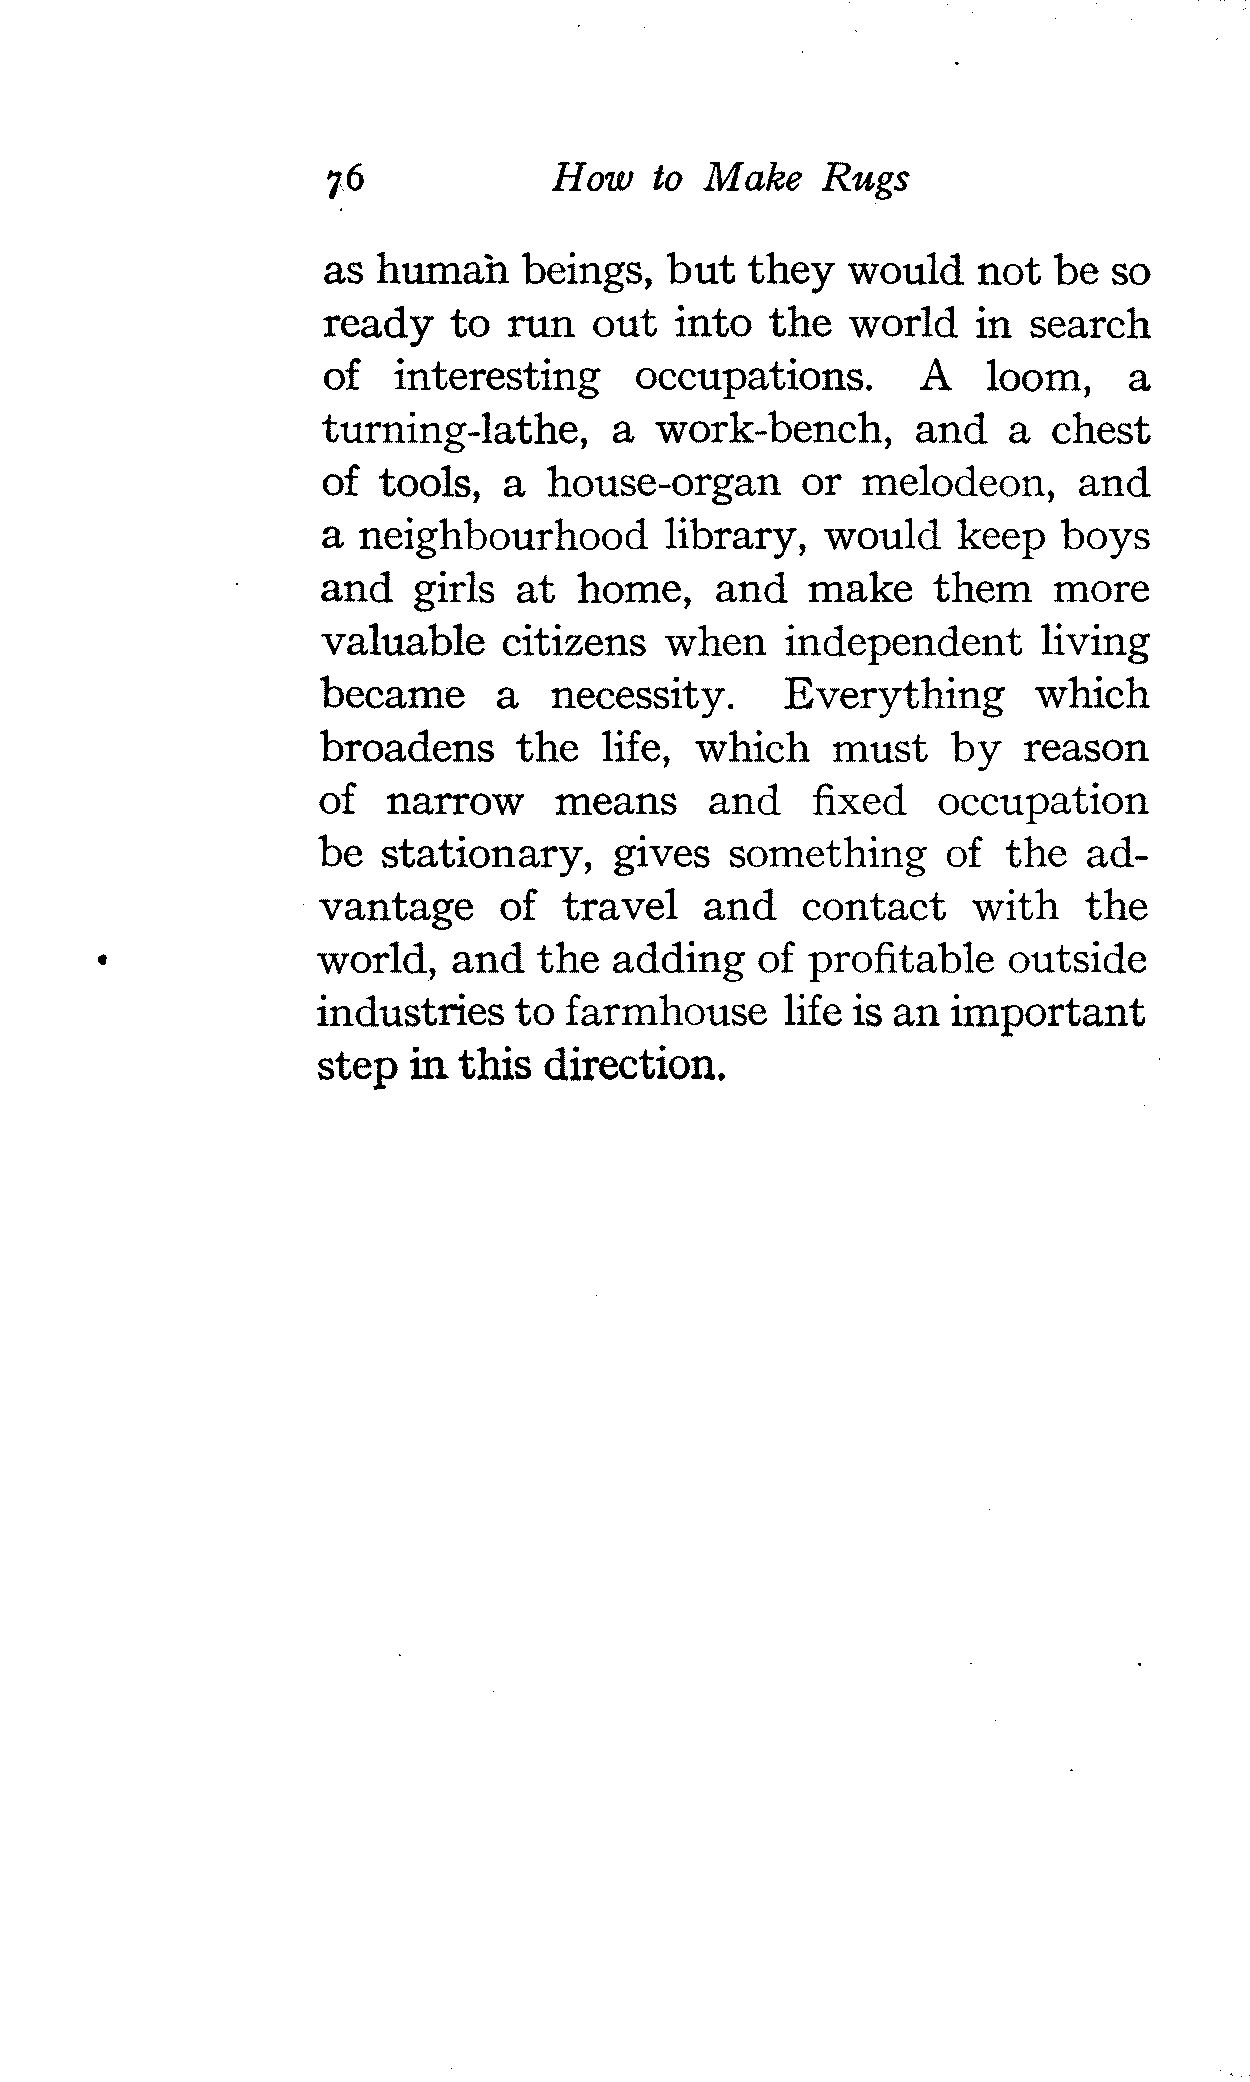 76 How to Make Rugs
as human beings, but they would not be so
ready to run out into the world in search
of interesting occupations. A loom, a
turning-lathe, a work-bench, and a chest
of tools, a house-organ or melodeon, and
a neighbourhood library, would keep boys
and girls at home, and make them more
valuable citizens when independent living
became a necessity. Everything which
broadens the life, which must by reason
of narrow means and fixed occupation
be stationary, gives something of the ad-
vantage of travel and contact with the
world, and the adding of profitable outside
industries to farmhouse life is an important
step in this direction.